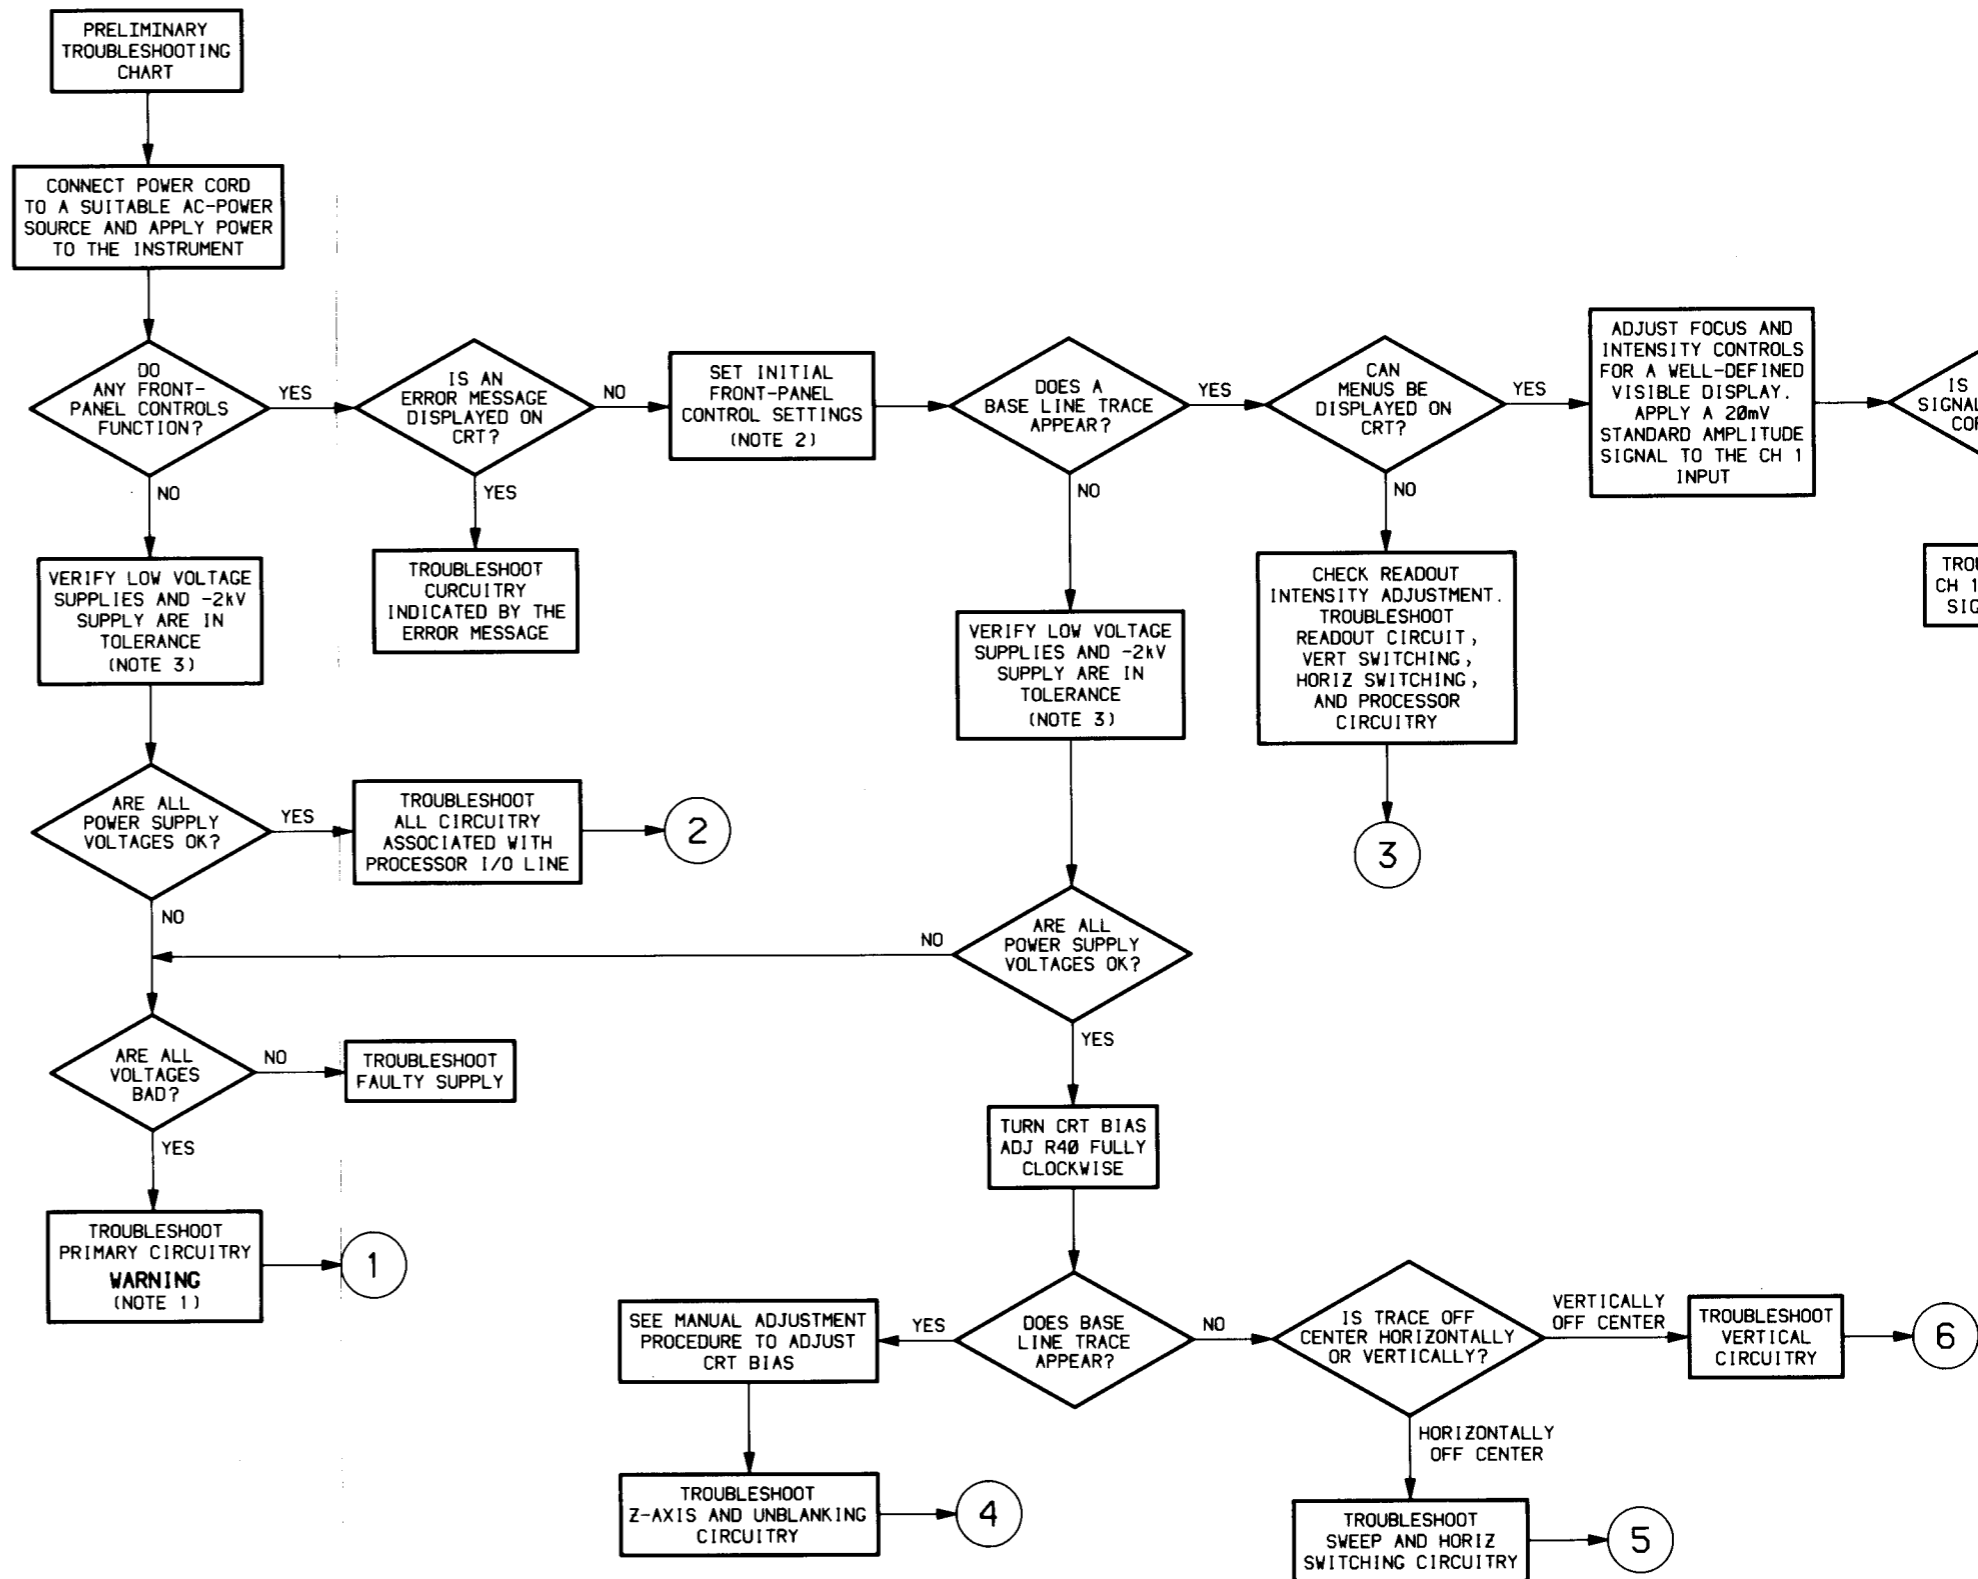 PRELIMINARY
TROUBLESHOOTING
CHART
CONNECT POWER CORD
TO A SUITABLE AC-POWER
SOURCE AND APPLY POWER
TO THE INSTRUMENT
DO
ANY FRONT-
PANEL CONTROLS
FUNCTION?
YES
NO
IS AN
ERROR MESSAGE
DISPLAYED ON
CRT?
NO
YES
SET INITIAL
FRONT-PANEL
CONTROL SETTINGS
(NOTE 2)
DOES A
BASE LINE TRACE
APPEAR?
YES
NO
CAN
MENUS BE
DISPLAYED ON
CRT?
YES
NO
ADJUST FOCUS AND
INTENSITY CONTROLS
FOR A WELL-DEFINED
VISIBLE DISPLAY.
APPLY A 20mV
STANDARD AMPLITUDE
SIGNAL TO THE CH 1
INPUT
IS
SIGNAL
COR
TROU
CH 1
SIG
VERIFY LOW VOLTAGE
SUPPLIES AND -2kV
SUPPLY ARE IN
TOLERANCE
(NOTE 3)
TROUBLESHOOT
CURCUITRY
INDICATED BY THE
ERROR MESSAGE
VERIFY LOW VOLTAGE
SUPPLIES AND -2kV
SUPPLY ARE IN
TOLERANCE
(NOTE 3)
CHECK READOUT
INTENSITY ADJUSTMENT.
TROUBLESHOOT
READOUT CIRCUIT,
VERT SWITCHING,
HORIZ SWITCHING,
AND PROCESSOR
CIRCUITRY
3
ARE ALL
POWER SUPPLY
VOLTAGES OK?
YES
NO
TROUBLESHOOT
ALL CIRCUITRY
ASSOCIATED WITH
PROCESSOR I/O LINE
2
ARE ALL
POWER SUPPLY
VOLTAGES OK?
NO
YES
ARE ALL
VOLTAGES
BAD?
NO
YES
TROUBLESHOOT
FAULTY SUPPLY
TURN CRT BIAS
ADJ R40 FULLY
CLOCKWISE
TROUBLESHOOT
PRIMARY CIRCUITRY
WARNING
(NOTE 1)
1
SEE MANUAL ADJUSTMENT
PROCEDURE TO ADJUST
CRT BIAS
YES
DOES BASE
LINE TRACE
APPEAR?
NO
IS TRACE OFF
CENTER HORIZONTALLY
OR VERTICALLY?
VERTICALLY
OFF CENTER
TROUBLESHOOT
VERTICAL
CIRCUITRY
6
HORIZONTALLY
OFF CENTER
TROUBLESHOOT
Z-AXIS AND UNBLANKING
CIRCUITRY
4
TROUBLESHOOT
SWEEP AND HORIZ
SWITCHING CIRCUITRY
5